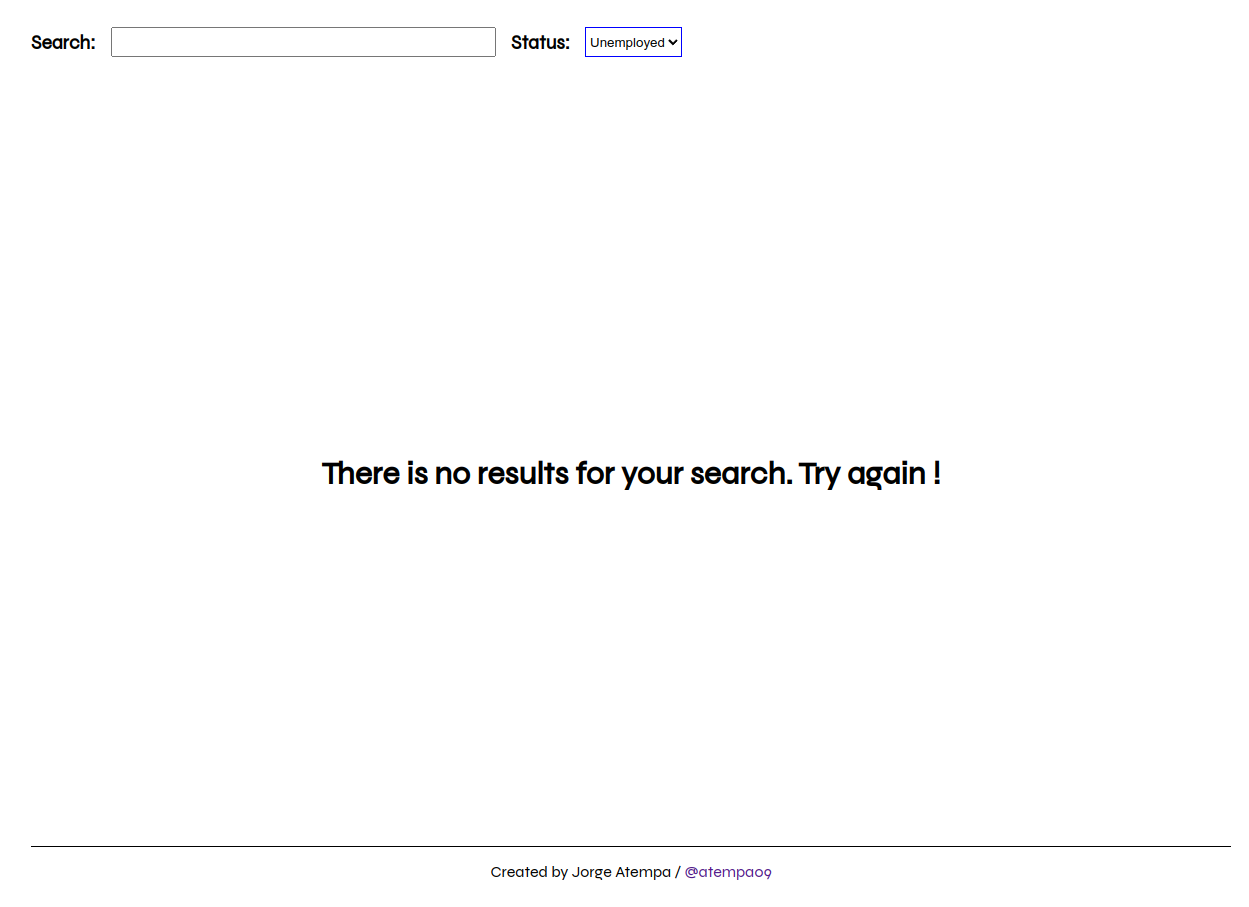 Search: Status: Unemployed
There is no results for your search. Try again !
Created by Jorge Atempa / @atempa09